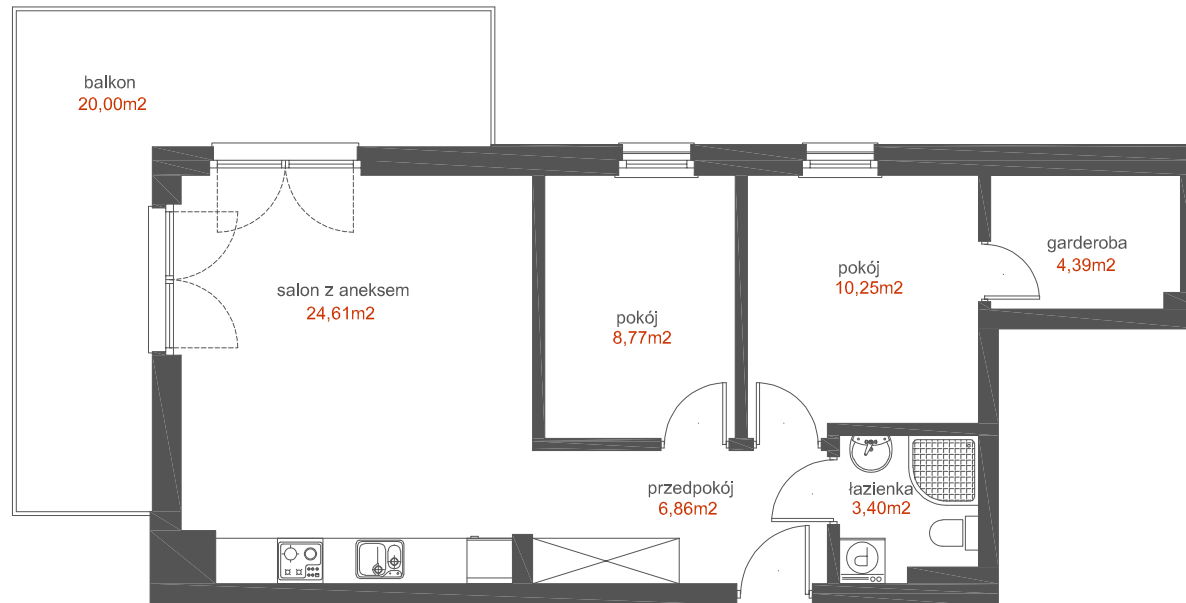 balkon
20,00m2
salon z aneksem
24,61m2
pokój
8,77m2
pokój
10,25m2
garderoba
4,39m2
przedpokój
6,86m2
łazienka
3,40m2